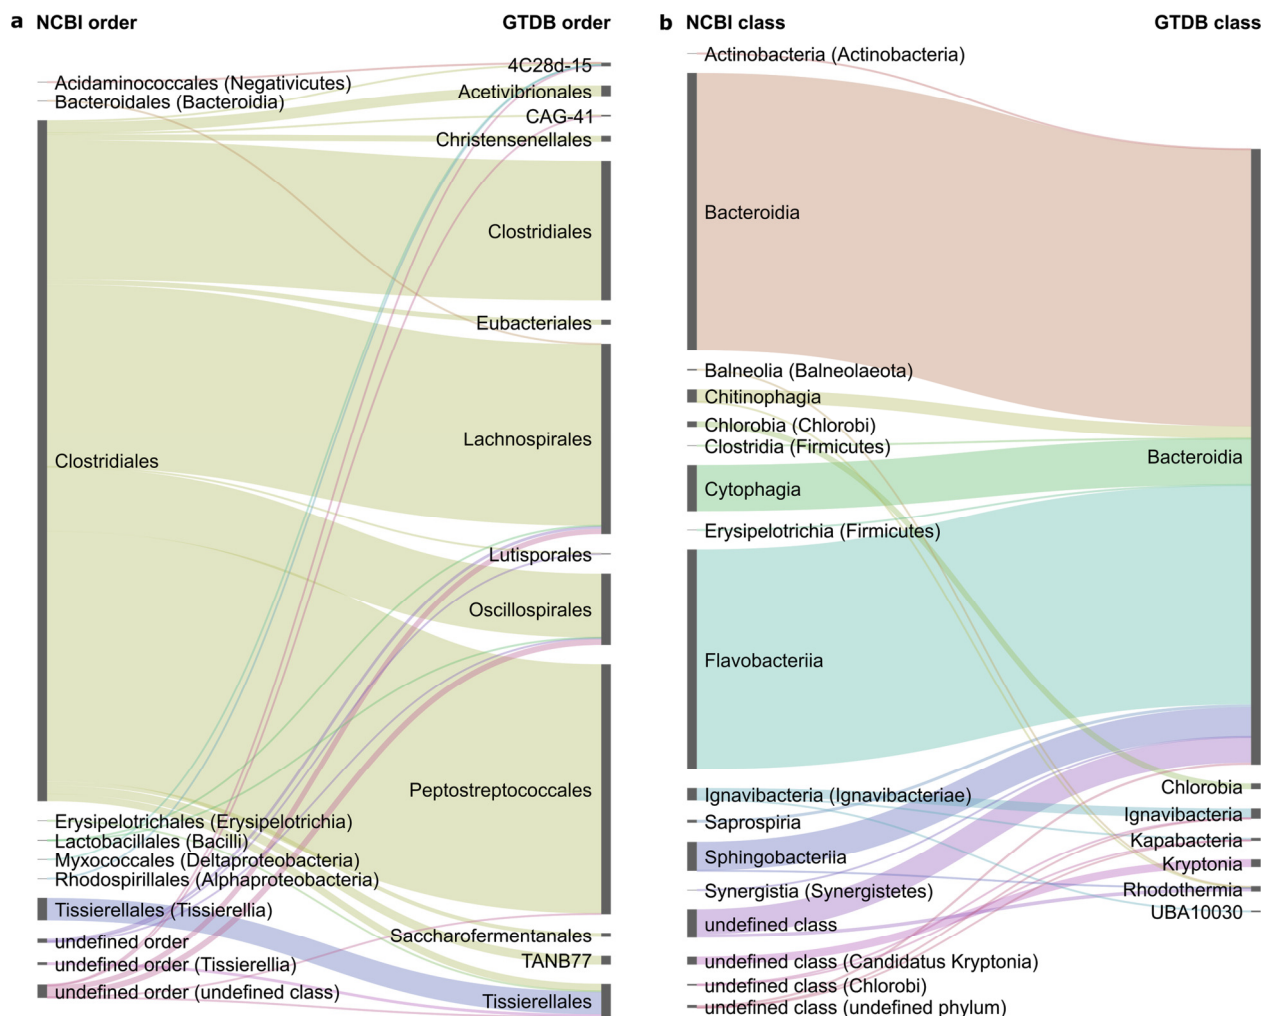 a NCBI order
GTDB order
4C28d-15
Acidaminococcales (Negativicutes)
Acetivibrionales
Bacteroidales (Bacteroidia)
CAG-41
Christensenellales
Clostridiales
Eubacteriales
Lachnospirales
Clostridiales
Lutisporales
Oscillospirales
Peptostreptococcales
Erysipelotrichales (Erysipelotrichia)
Lactobacillales (Bacilli)
Myxococcales (Deltaproteobacteria)
Rhodospirillales (Alphaproteobacteria)
Tissierellales (Tissierellia)
Saccharofermentanales
undefined order
TANB77
undefined order (Tissierellia)
undefined order (undefined class)
Tissierellales
b NCBI class
GTDB class
Actinobacteria (Actinobacteria)
Bacteroidia
Balneolia (Balneolaeota)
Chitinophagia
Chlorobia (Chlorobi)
Clostridia (Firmicutes)
Bacteroidia
Cytophagia
Erysipelotrichia (Firmicutes)
Flavobacteriia
Chlorobia
Ignavibacteria (Ignavibacteriae)
Ignavibacteria
Saprospiria
Kapabacteria
Sphingobacteriia
Kryptonia
Synergistia (Synergistetes)
Rhodothermia
UBA10030
undefined class
undefined class (Candidatus Kryptonia)
undefined class (Chlorobi)
undefined class (undefined phylum)